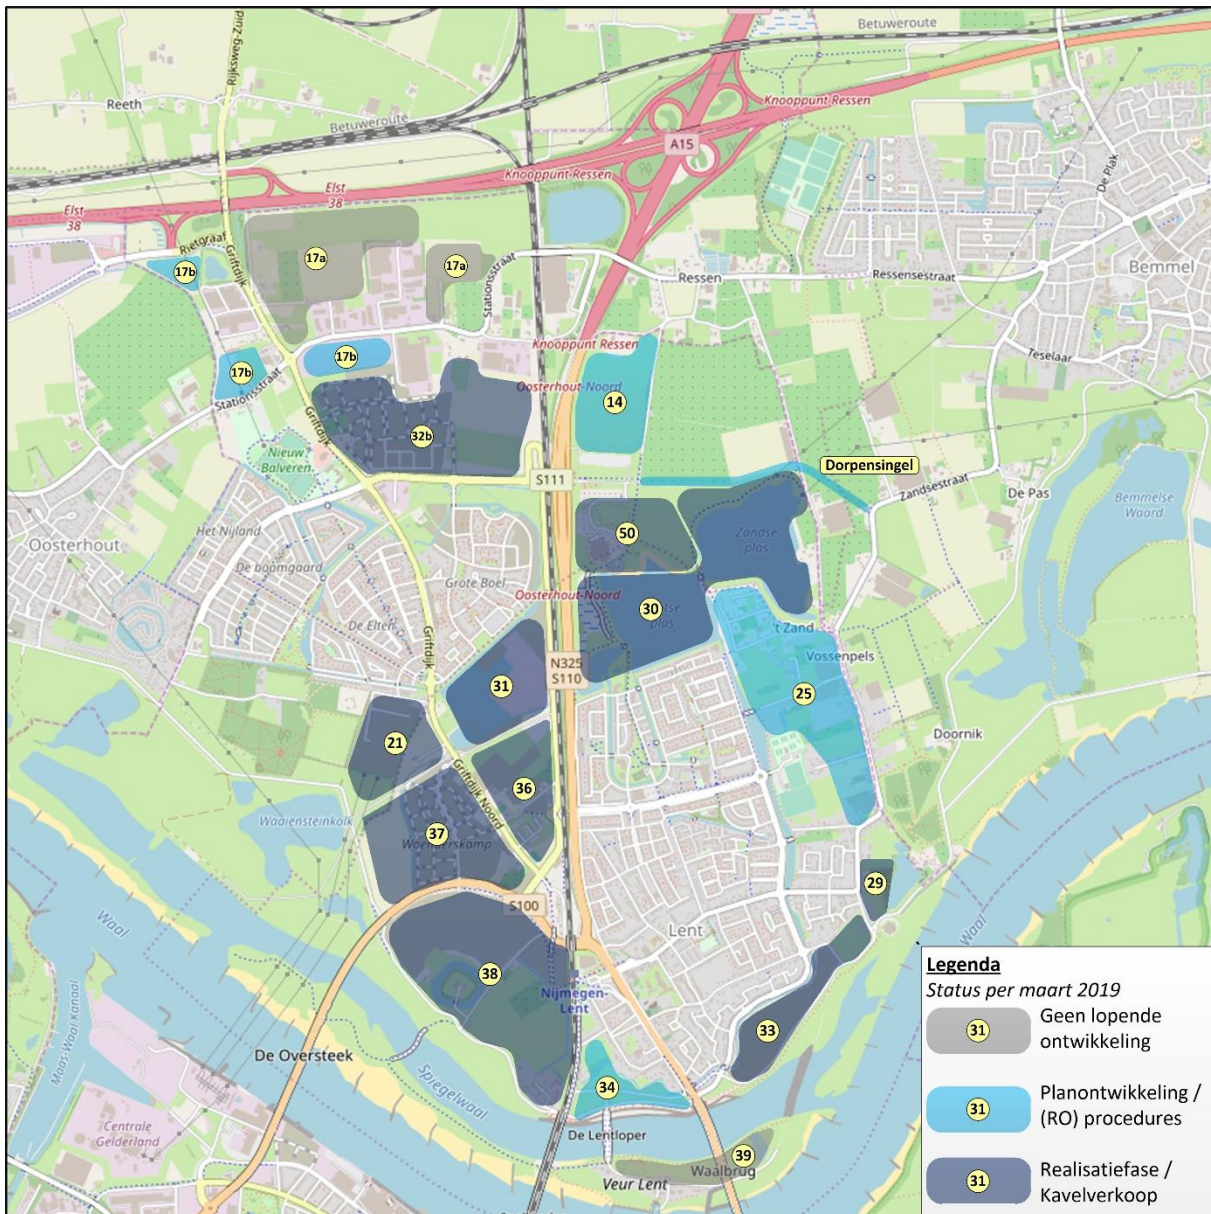 Betuweroute
Rijksweg-Zuid
Reeth
Betuweroute
Knooppunt Ressen
A15
De Plak
Knooppunt Ressen
Elst
38
Elst
38
Rietgraaf
Griftdijk
17a
17a
17b
Stationsstraat
Ressen
Ressensestraat
Bemmel
Knooppunt Ressen
17b
17b
Teselaar
Stationsstraat
Oosterhout-Noord
14
Griftdijk
32b
Nieuw
Balveren
Dorpensingel
S111
Zandsestraat
De Pas
Bemmelse
Waard
Het Nijland
50
Zandse
plas
Oosterhout
De boomgaard
Grote Boel
Oosterhout-Noord
30
plas
De Elten
't Zand
Griftdijk
Vossenpels
N325
S110
31
25
21
Doornik
Griftdijk Noord
36
Waaiensteinkolk
37
29
S100
Waal
Waal
Lent
38
Nijmegen-
Lent
33
De Oversteek
Maas-Waal Kanaal
Spiegelwaal
34
Centrale
Gelderland
De Lentloper
39
Waalbrug
Veur Lent
Legenda
Status per maart 2019
31
Geen lopende
ontwikkeling
31
Planontwikkeling /
(RO) procedures
31
Realisatiefase /
Kavelverkoop